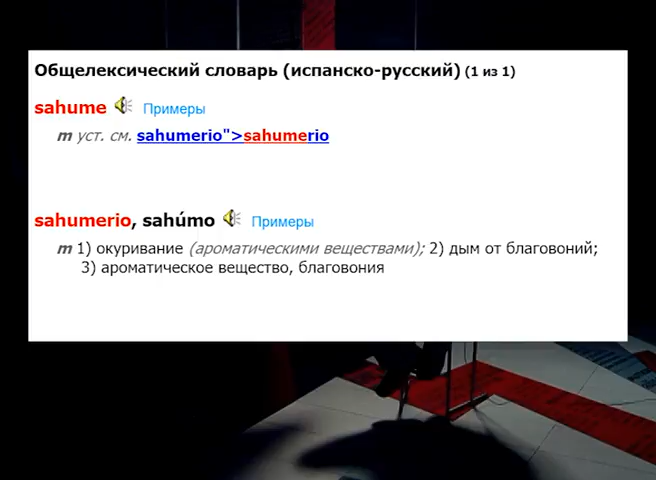 Общелексический словарь (испанско-русский) (1 из 1)
sahume Примеры
m уст. см. sahumerio">sahumerio
sahumerio, sahúmo Примеры
m 1) окуривание (ароматическими веществами); 2) дым от благовоний;
3) ароматическое вещество, благовония